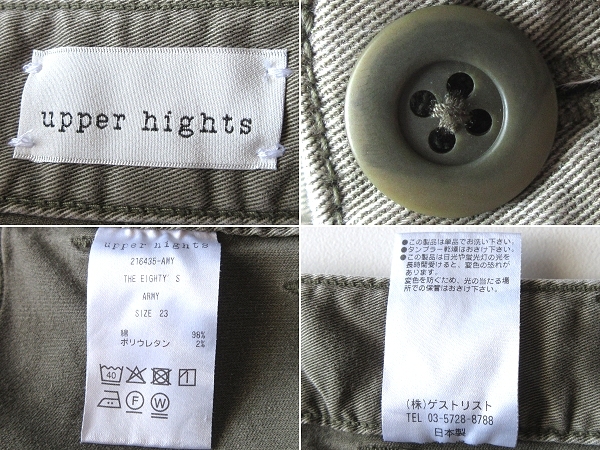 upper hights
upper hights
216435-AMY
THE EIGHTY'S
ARMY
SIZE 23
綿 98%
ポリウレタン 2%
40
F
W
●この製品は単品でお洗い下さい。
●タンブラー乾燥はおさけ下さい。
●この製品は日光や蛍光灯の光を
長時間受けると、変色の恐れが
あります。
変色を防ぐため、光の当たる場所
での保管はおさけ下さい。
(株)ゲストリスト
TEL 03-5728-8788
日本製